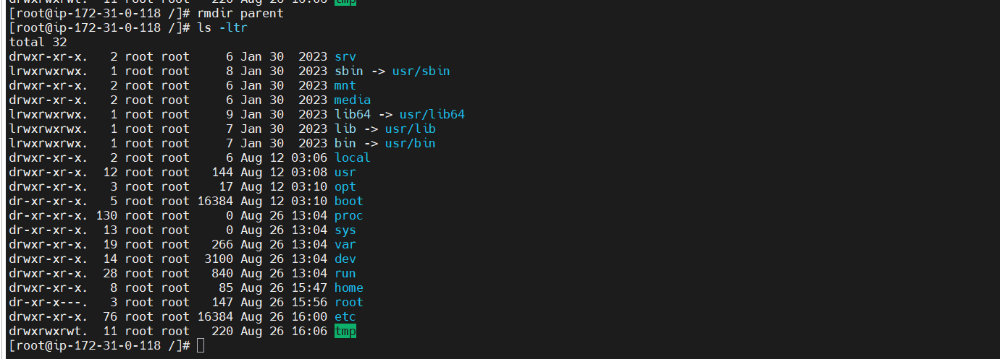 drwxrwxrwt.  11 root root   220 Aug 26 16:06 tmp
[root@ip-172-31-0-118 /]# rmdir parent
[root@ip-172-31-0-118 /]# ls -ltr
total 32
drwxr-xr-x.   2 root root     6 Jan 30  2023 srv
lrwxrwxrwx.   1 root root     8 Jan 30  2023 sbin -> usr/sbin
drwxr-xr-x.   2 root root     6 Jan 30  2023 mnt
drwxr-xr-x.   2 root root     6 Jan 30  2023 media
lrwxrwxrwx.   1 root root     9 Jan 30  2023 lib64 -> usr/lib64
lrwxrwxrwx.   1 root root     7 Jan 30  2023 lib -> usr/lib
lrwxrwxrwx.   1 root root     7 Jan 30  2023 bin -> usr/bin
drwxr-xr-x.   2 root root     6 Aug 12 03:06 local
drwxr-xr-x.  12 root root   144 Aug 12 03:08 usr
drwxr-xr-x.   3 root root    17 Aug 12 03:10 opt
dr-xr-xr-x.   5 root root 16384 Aug 12 03:10 boot
dr-xr-xr-x. 130 root root     0 Aug 26 13:04 proc
dr-xr-xr-x.  13 root root     0 Aug 26 13:04 sys
drwxr-xr-x.  19 root root   266 Aug 26 13:04 var
drwxr-xr-x.  14 root root  3100 Aug 26 13:04 dev
drwxr-xr-x.  28 root root   840 Aug 26 13:04 run
drwxr-xr-x.   8 root root    85 Aug 26 15:47 home
dr-xr-x---.   3 root root   147 Aug 26 15:56 root
drwxr-xr-x.  76 root root 16384 Aug 26 16:00 etc
drwxrwxrwt.  11 root root   220 Aug 26 16:06 tmp
[root@ip-172-31-0-118 /]#